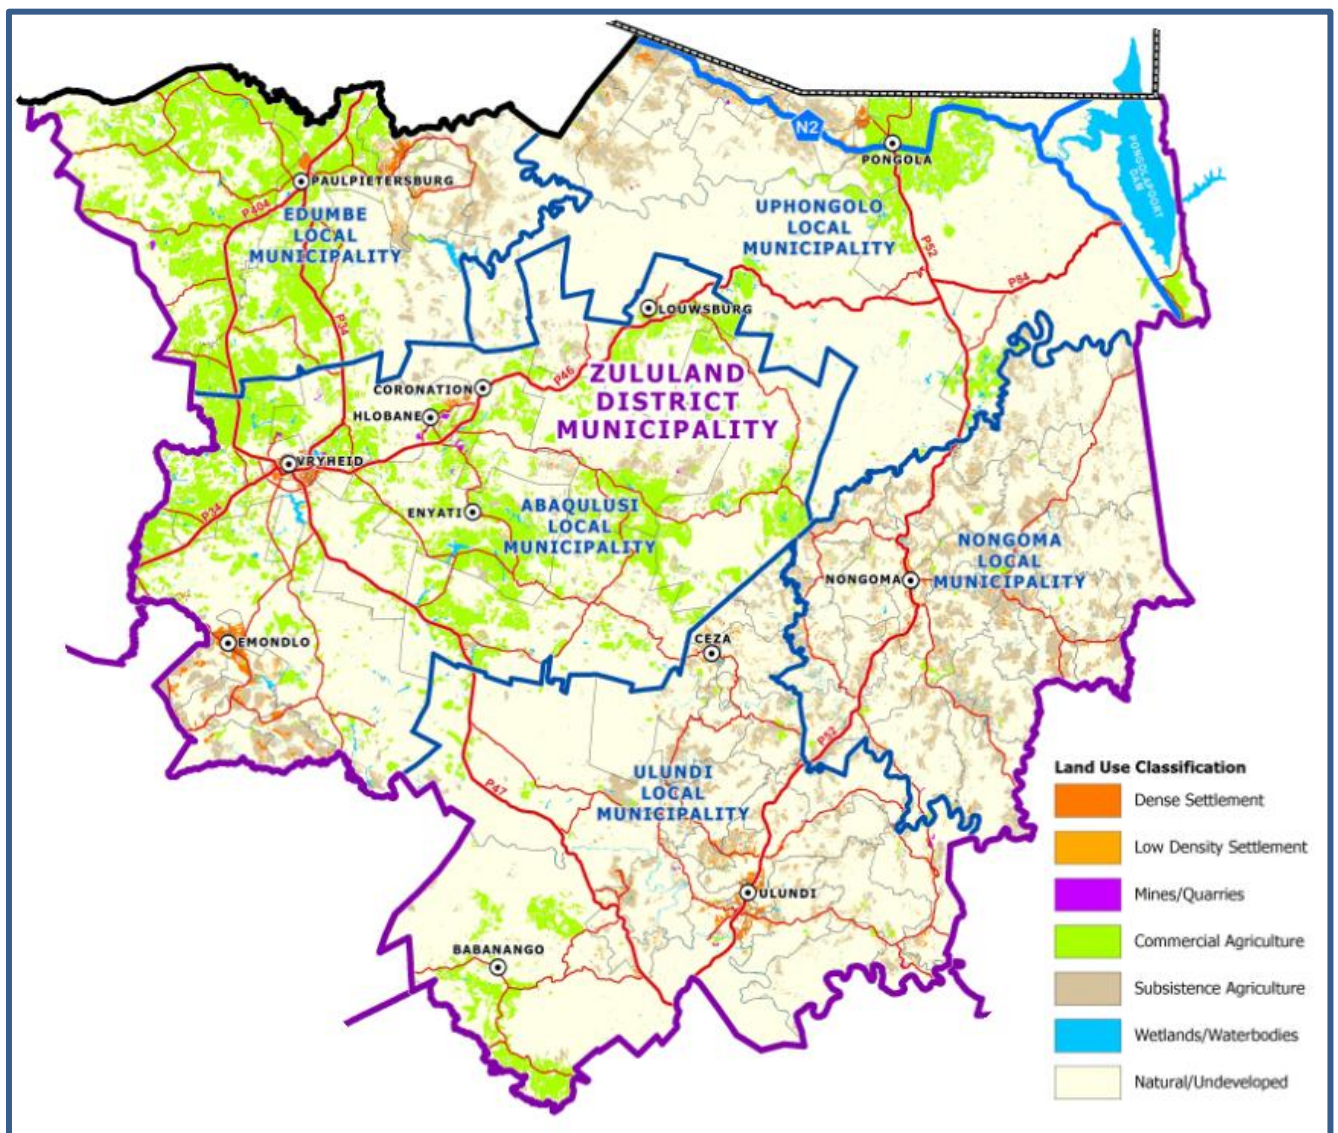 N2
PONGOLA
PONGOLAPOORT
DAM
PAULPIETERSBURG
P404
EDUMBE
LOCAL
MUNICIPALITY
UPHONGOLO
LOCAL
MUNICIPALITY
P52
P84
P34
LOUWSBURG
P46
CORONATION
HLOBANE
ZULULAND
DISTRICT
MUNICIPALITY
VRYHEID
P34
ENYATI
ABAQULUSI
LOCAL
MUNICIPALITY
NONGOMA
LOCAL
MUNICIPALITY
NONGOMA
EMONDLO
CEZA
P52
P47
ULUNDI
LOCAL
MUNICIPALITY
ULUNDI
BABANANGO
Land Use Classification
Dense Settlement
Low Density Settlement
Mines/Quarries
Commercial Agriculture
Subsistence Agriculture
Wetlands/Waterbodies
Natural/Undeveloped